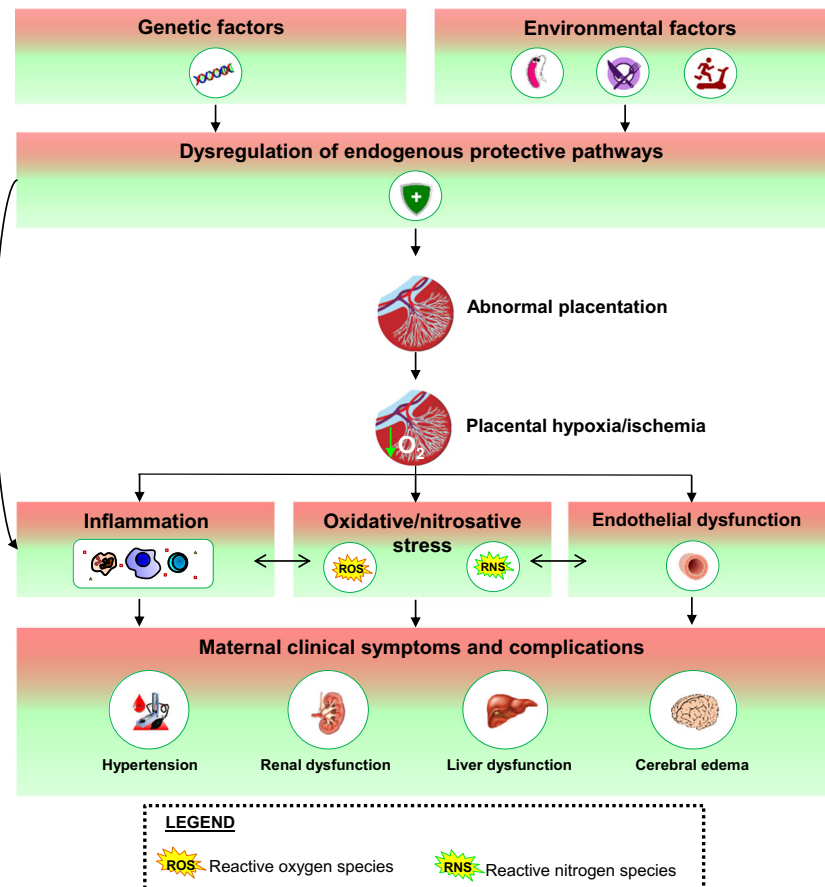 Genetic factors
Environmental factors
Dysregulation of endogenous protective pathways
Abnormal placentation
Placental hypoxia/ischemia
O2
Inflammation
Oxidative/nitrosative
stress
Endothelial dysfunction
ROS
RNS
Maternal clinical symptoms and complications
Hypertension
Renal dysfunction
Liver dysfunction
Cerebral edema
LEGEND
ROS Reactive oxygen species
RNS Reactive nitrogen species